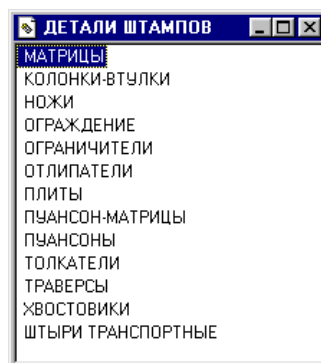 ДЕТАЛИ ШТАМПОВ
МАТРИЦЫ
КОЛОНКИ-ВТУЛКИ
НОЖИ
ОГРАЖДЕНИЕ
ОГРАНИЧИТЕЛИ
ОТЛИПАТЕЛИ
ПЛИТЫ
ПУАНСОН-МАТРИЦЫ
ПУАНСОНЫ
ТОЛКАТЕЛИ
ТРАВЕРСЫ
ХВОСТОВИКИ
ШТЫРИ ТРАНСПОРТНЫЕ